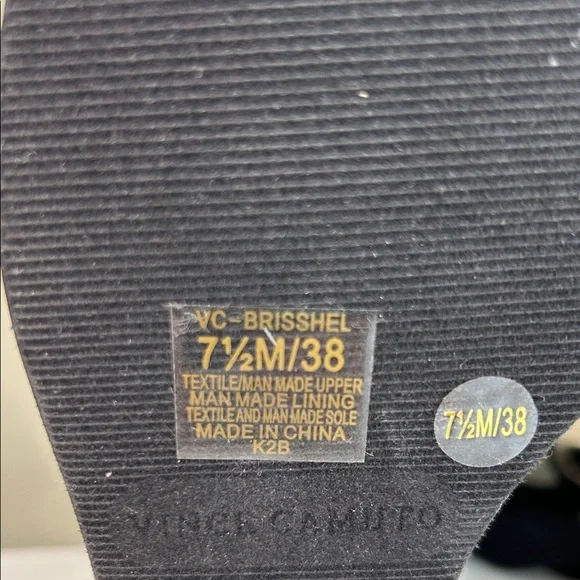 VC-BRISSHEL
7½M/38
TEXTILE/MAN MADE UPPER
MAN MADE LINING
TEXTILE AND MAN MADE SOLE
MADE IN CHINA
K2B
7½M/38
VINCE CAMUTO